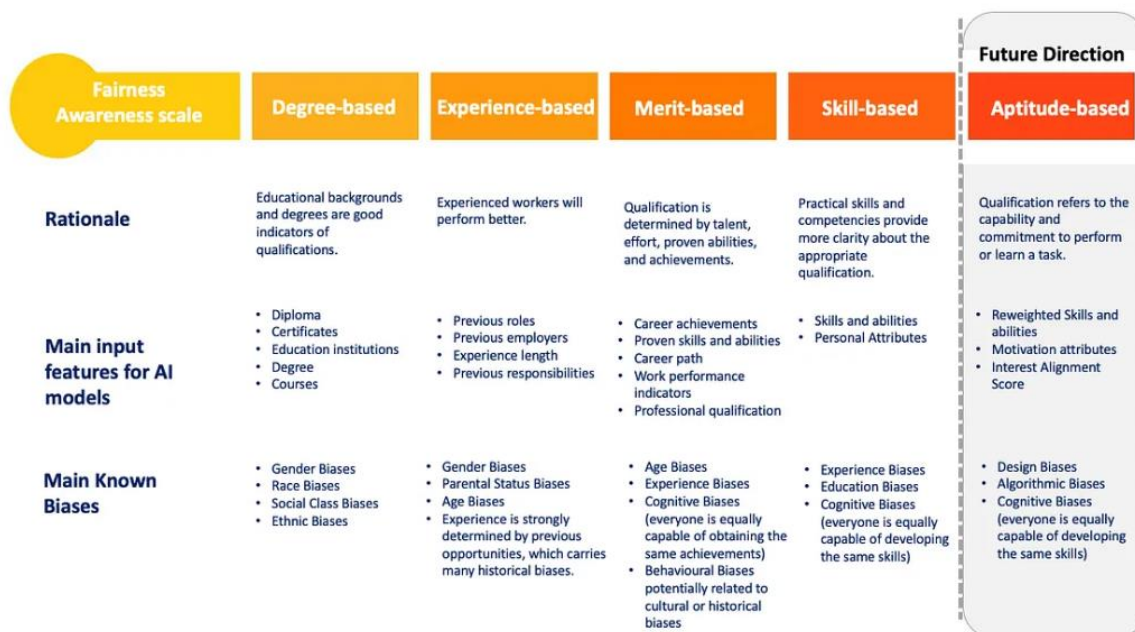 Future Direction
Fairness
Awareness scale
Degree-based
Experience-based
Merit-based
Skill-based
Aptitude-based
Rationale
Educational backgrounds
and degrees are good
indicators of
qualifications.
Experienced workers will
perform better.
Qualification is
determined by talent,
effort, proven abilities,
and achievements.
Practical skills and
competencies provide
more clarity about the
appropriate
qualification.
Qualification refers to the
capability and
commitment to perform
or learn a task.
Main input
features for AI
models
• Diploma
• Certificates
• Education institutions
• Degree
• Courses
• Previous roles
• Previous employers
• Experience length
• Previous responsibilities
• Career achievements
• Proven skills and abilities
• Career path
• Work performance
indicators
• Professional qualification
• Skills and abilities
• Personal Attributes
• Reweighted Skills and
abilities
• Motivation attributes
• Interest Alignment
Score
Main Known
Biases
• Gender Biases
• Race Biases
• Social Class Biases
• Ethnic Biases
• Gender Biases
• Parental Status Biases
• Age Biases
• Experience is strongly
determined by previous
opportunities, which carries
many historical biases.
• Age Biases
• Experience Biases
• Cognitive Biases
(everyone is equally
capable of obtaining the
same achievements)
• Behavioural Biases
potentially related to
cultural or historical
biases
• Experience Biases
• Education Biases
• Cognitive Biases
(everyone is equally
capable of developing
the same skills)
• Design Biases
• Algorithmic Biases
• Cognitive Biases
(everyone is equally
capable of developing
the same skills)